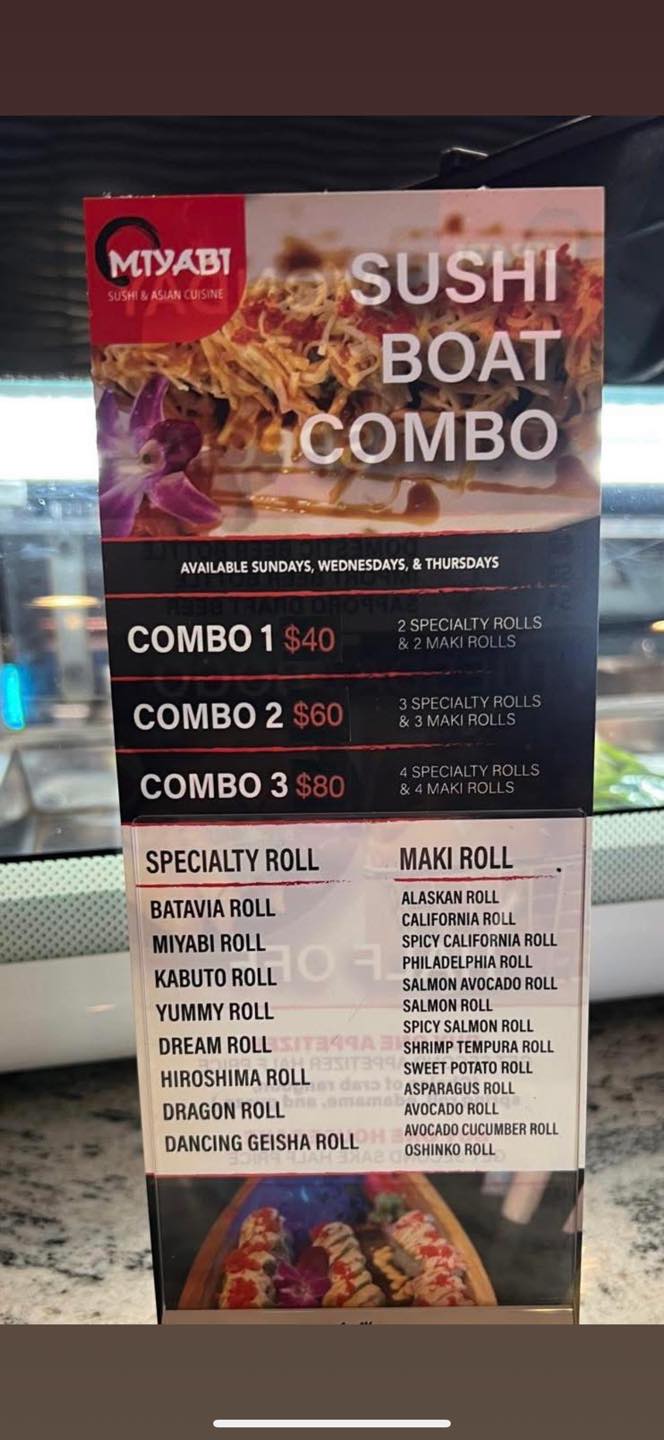 MIYABI
SUSHI & ASIAN CUISINE
SUSHI
BOAT
COMBO
AVAILABLE SUNDAYS, WEDNESDAYS, & THURSDAYS
COMBO 1 $40
2 SPECIALTY ROLLS
& 2 MAKI ROLLS
COMBO 2 $60
3 SPECIALTY ROLLS
& 3 MAKI ROLLS
COMBO 3 $80
4 SPECIALTY ROLLS
& 4 MAKI ROLLS
SPECIALTY ROLL
BATAVIA ROLL
MIYABI ROLL
KABUTO ROLL
YUMMY ROLL
DREAM ROLL
HIROSHIMA ROLL
DRAGON ROLL
DANCING GEISHA ROLL
MAKI ROLL
ALASKAN ROLL
CALIFORNIA ROLL
SPICY CALIFORNIA ROLL
PHILADELPHIA ROLL
SALMON AVOCADO ROLL
SALMON ROLL
SPICY SALMON ROLL
SHRIMP TEMPURA ROLL
SWEET POTATO ROLL
ASPARAGUS ROLL
AVOCADO ROLL
AVOCADO CUCUMBER ROLL
OSHINKO ROLL